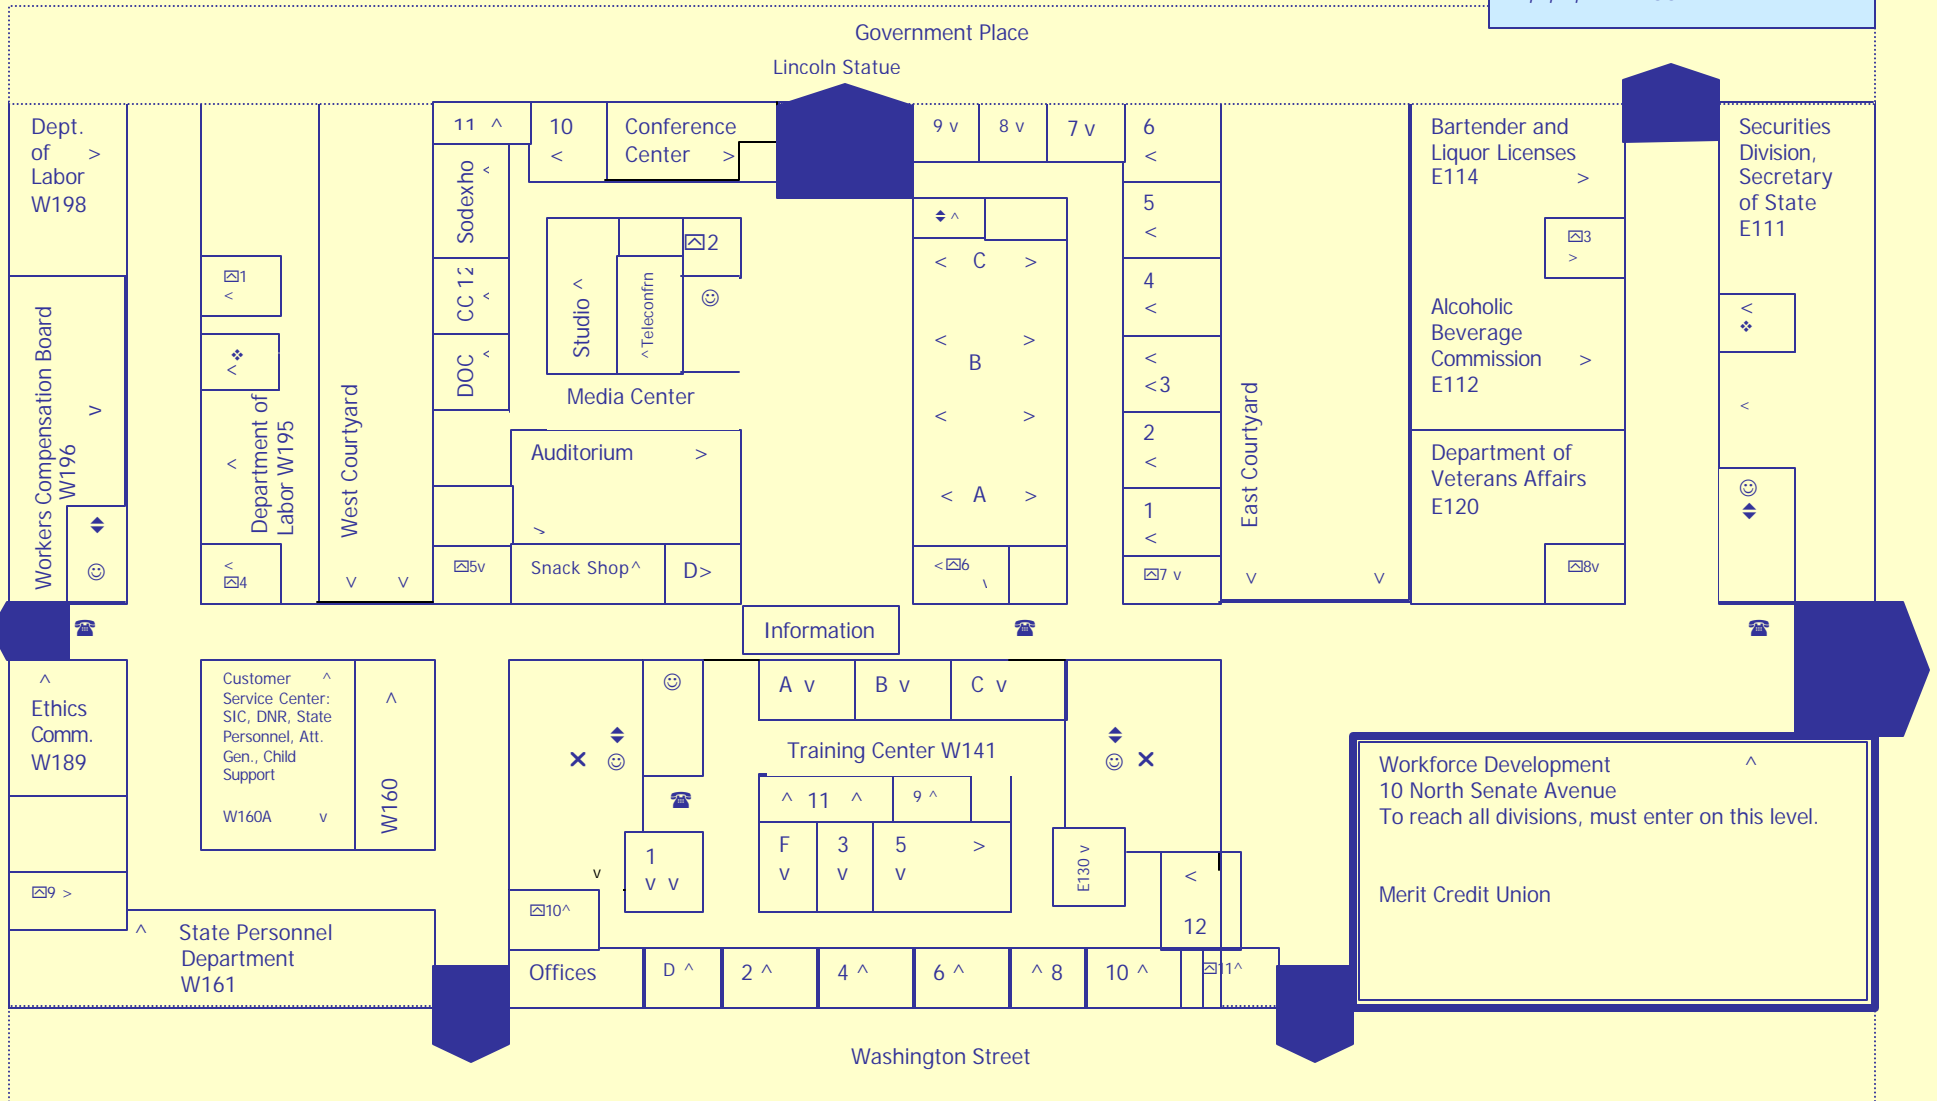 Government Place
Lincoln Statue
Dept.
of >
Labor
W198
11 ^
10
<
Conference
Center >
9 v
8 v
7 v
6
<
Bartender and
Liquor Licenses
E114 >
Securities
Division,
Secretary
of State
E111
Sodexho ^
5
<
2
3
>
1
<
< C >
CC 12 ^
Studio ^
^Teleconfrn
☺
4
<
Alcoholic
Beverage
Commission >
E112
<
❖
Workers Compensation Board
W196
v
❖
<
DOC ^
< >
B
<
<3
Media Center
West Courtyard
v v
East Courtyard
v v
< >
<
Department of
Labor W195
<
Auditorium >
>
2
<
Department of
Veterans Affairs
E120
☺
< A >
1
<
☺
<
4
5v
Snack Shop^
D>
<6
\
7 v
8v
☎
Information
☎
☎
^
Ethics
Comm.
W189
Customer ^
Service Center:
SIC, DNR, State
Personnel, Att.
Gen., Child
Support
W160A v
^
W160
☺
A v
B v
C v
✕ ☺
Training Center W141
☺ ✕
Workforce Development ^
10 North Senate Avenue
To reach all divisions, must enter on this level.
Merit Credit Union
☎
^ 11 ^
9 ^
F
v
3
v
5 >
v
1
v v
v
E130 v
<
12
9 >
10^
^ State Personnel
Department
W161
Offices
D ^
2 ^
4 ^
6 ^
^ 8
10 ^
11^
Washington Street